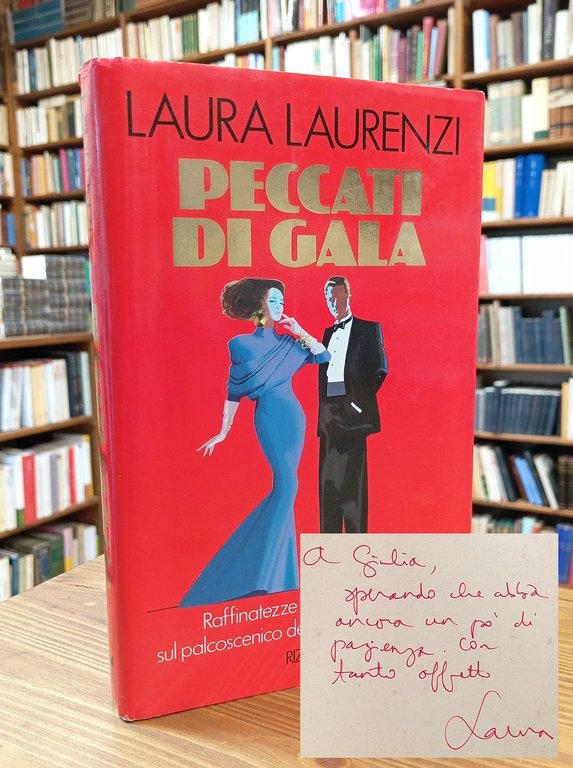 LAURA LAURENZI
PECCATI
DI GALA
Raffinatezze
sul palcoscenico de
RIZ
A Giulia,
sperando che abbia
ancora un po' di
pazienza. Con
tanto affetto
Laura